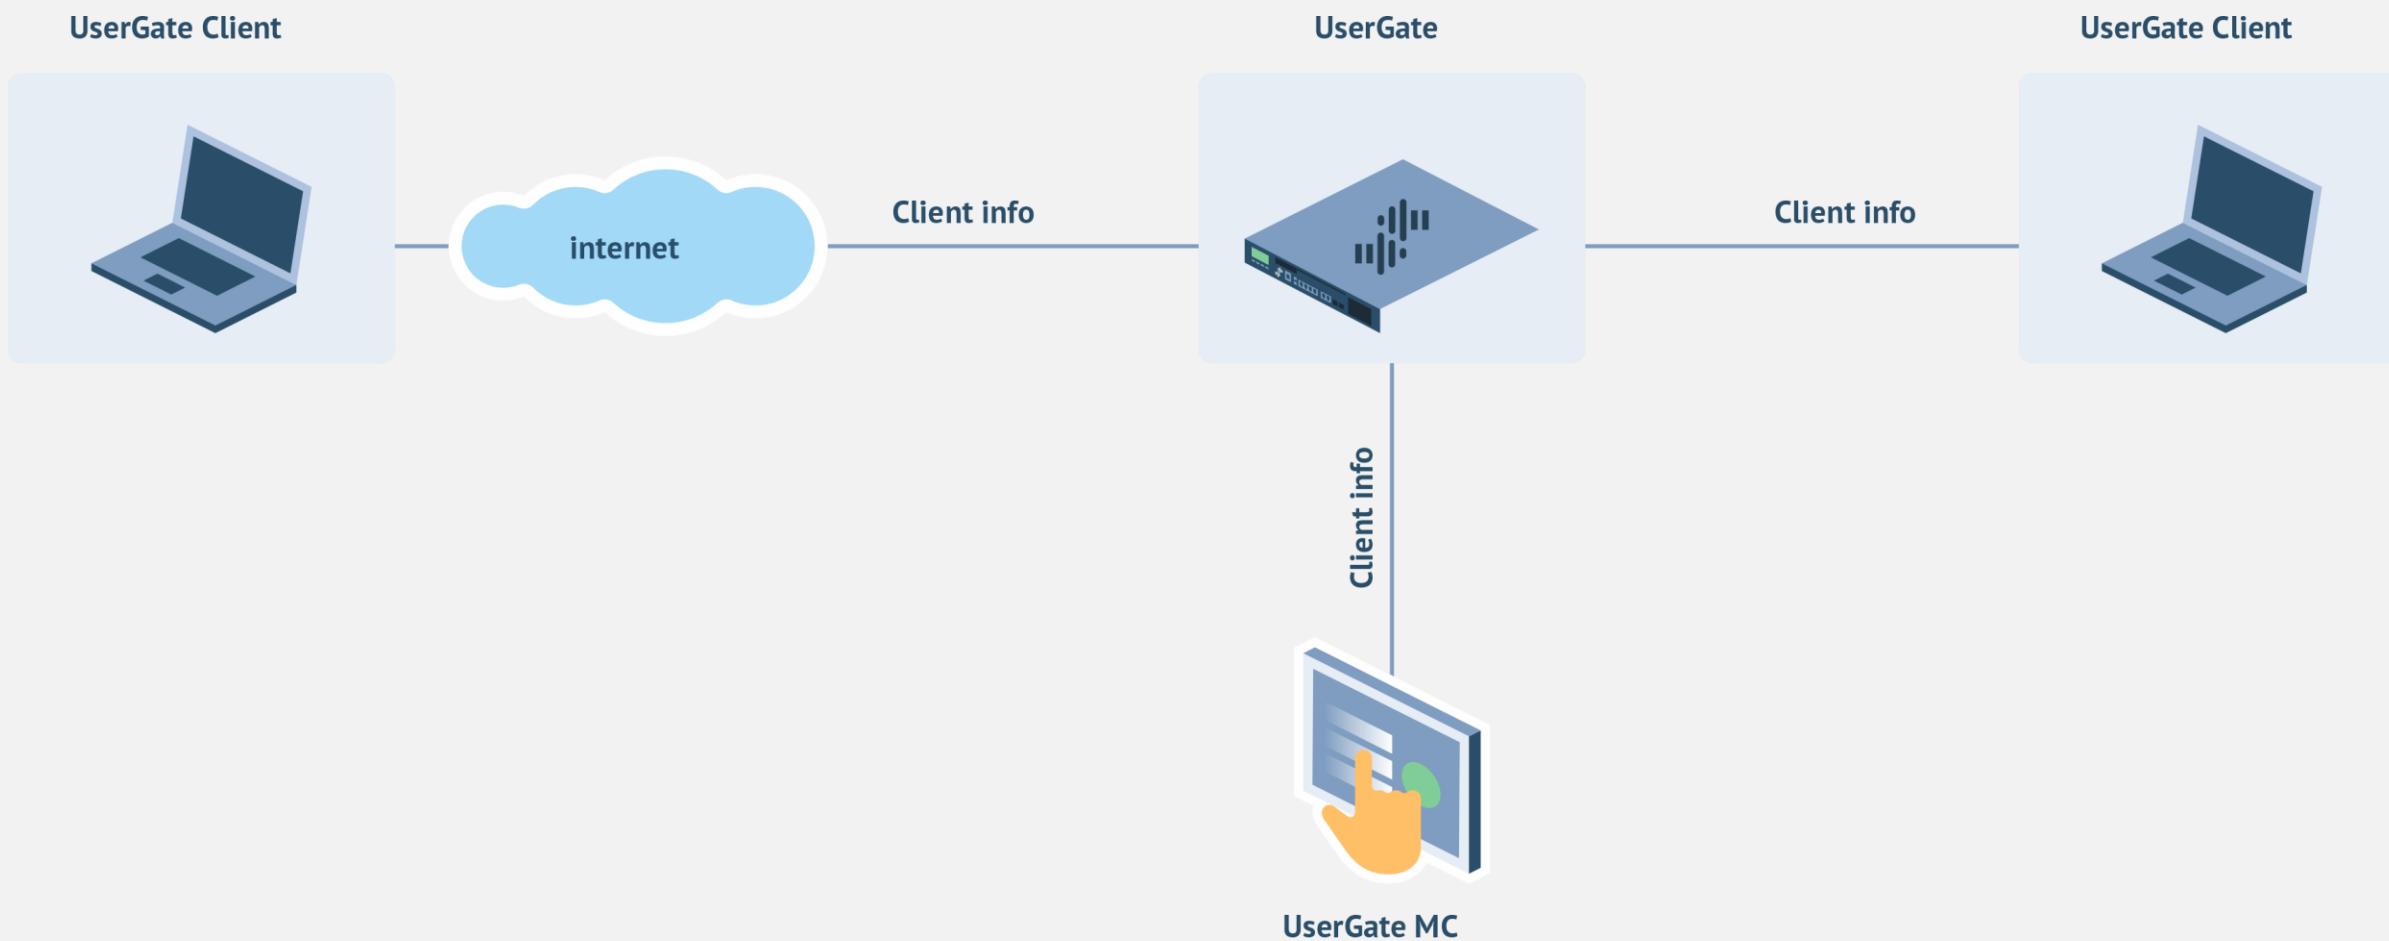 UserGate Client
UserGate
UserGate Client
internet
Client info
Client info
Client info
UserGate MC